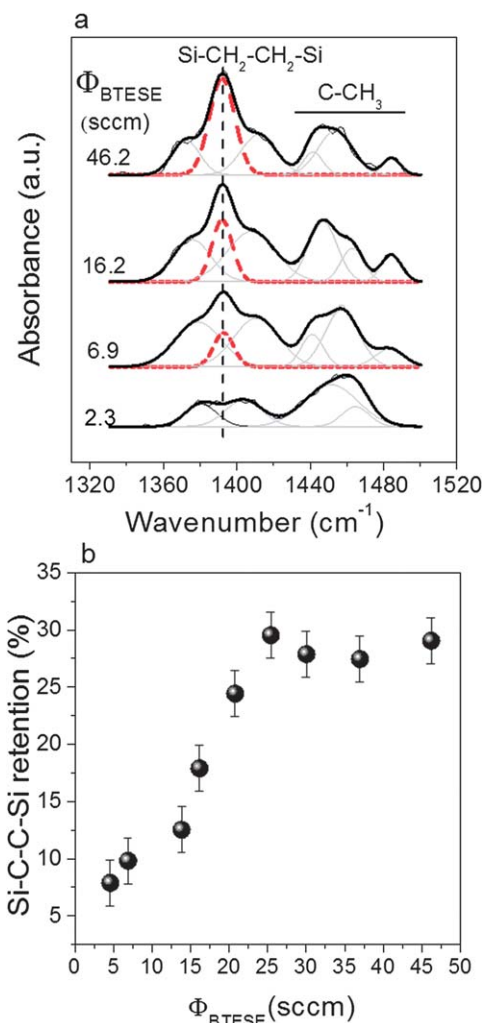 a
Si-CH₂-CH₂-Si
Φ BTESE
(sccm)
C-CH₃
46.2
16.2
6.9
2.3
Absorbance (a.u.)
1320 1360 1400 1440 1480 1520
Wavenumber (cm⁻¹)
b
35
30
25
20
15
10
5
Si-C-C-Si retention (%)
0 5 10 15 20 25 30 35 40 45 50
Φ BTESE (sccm)